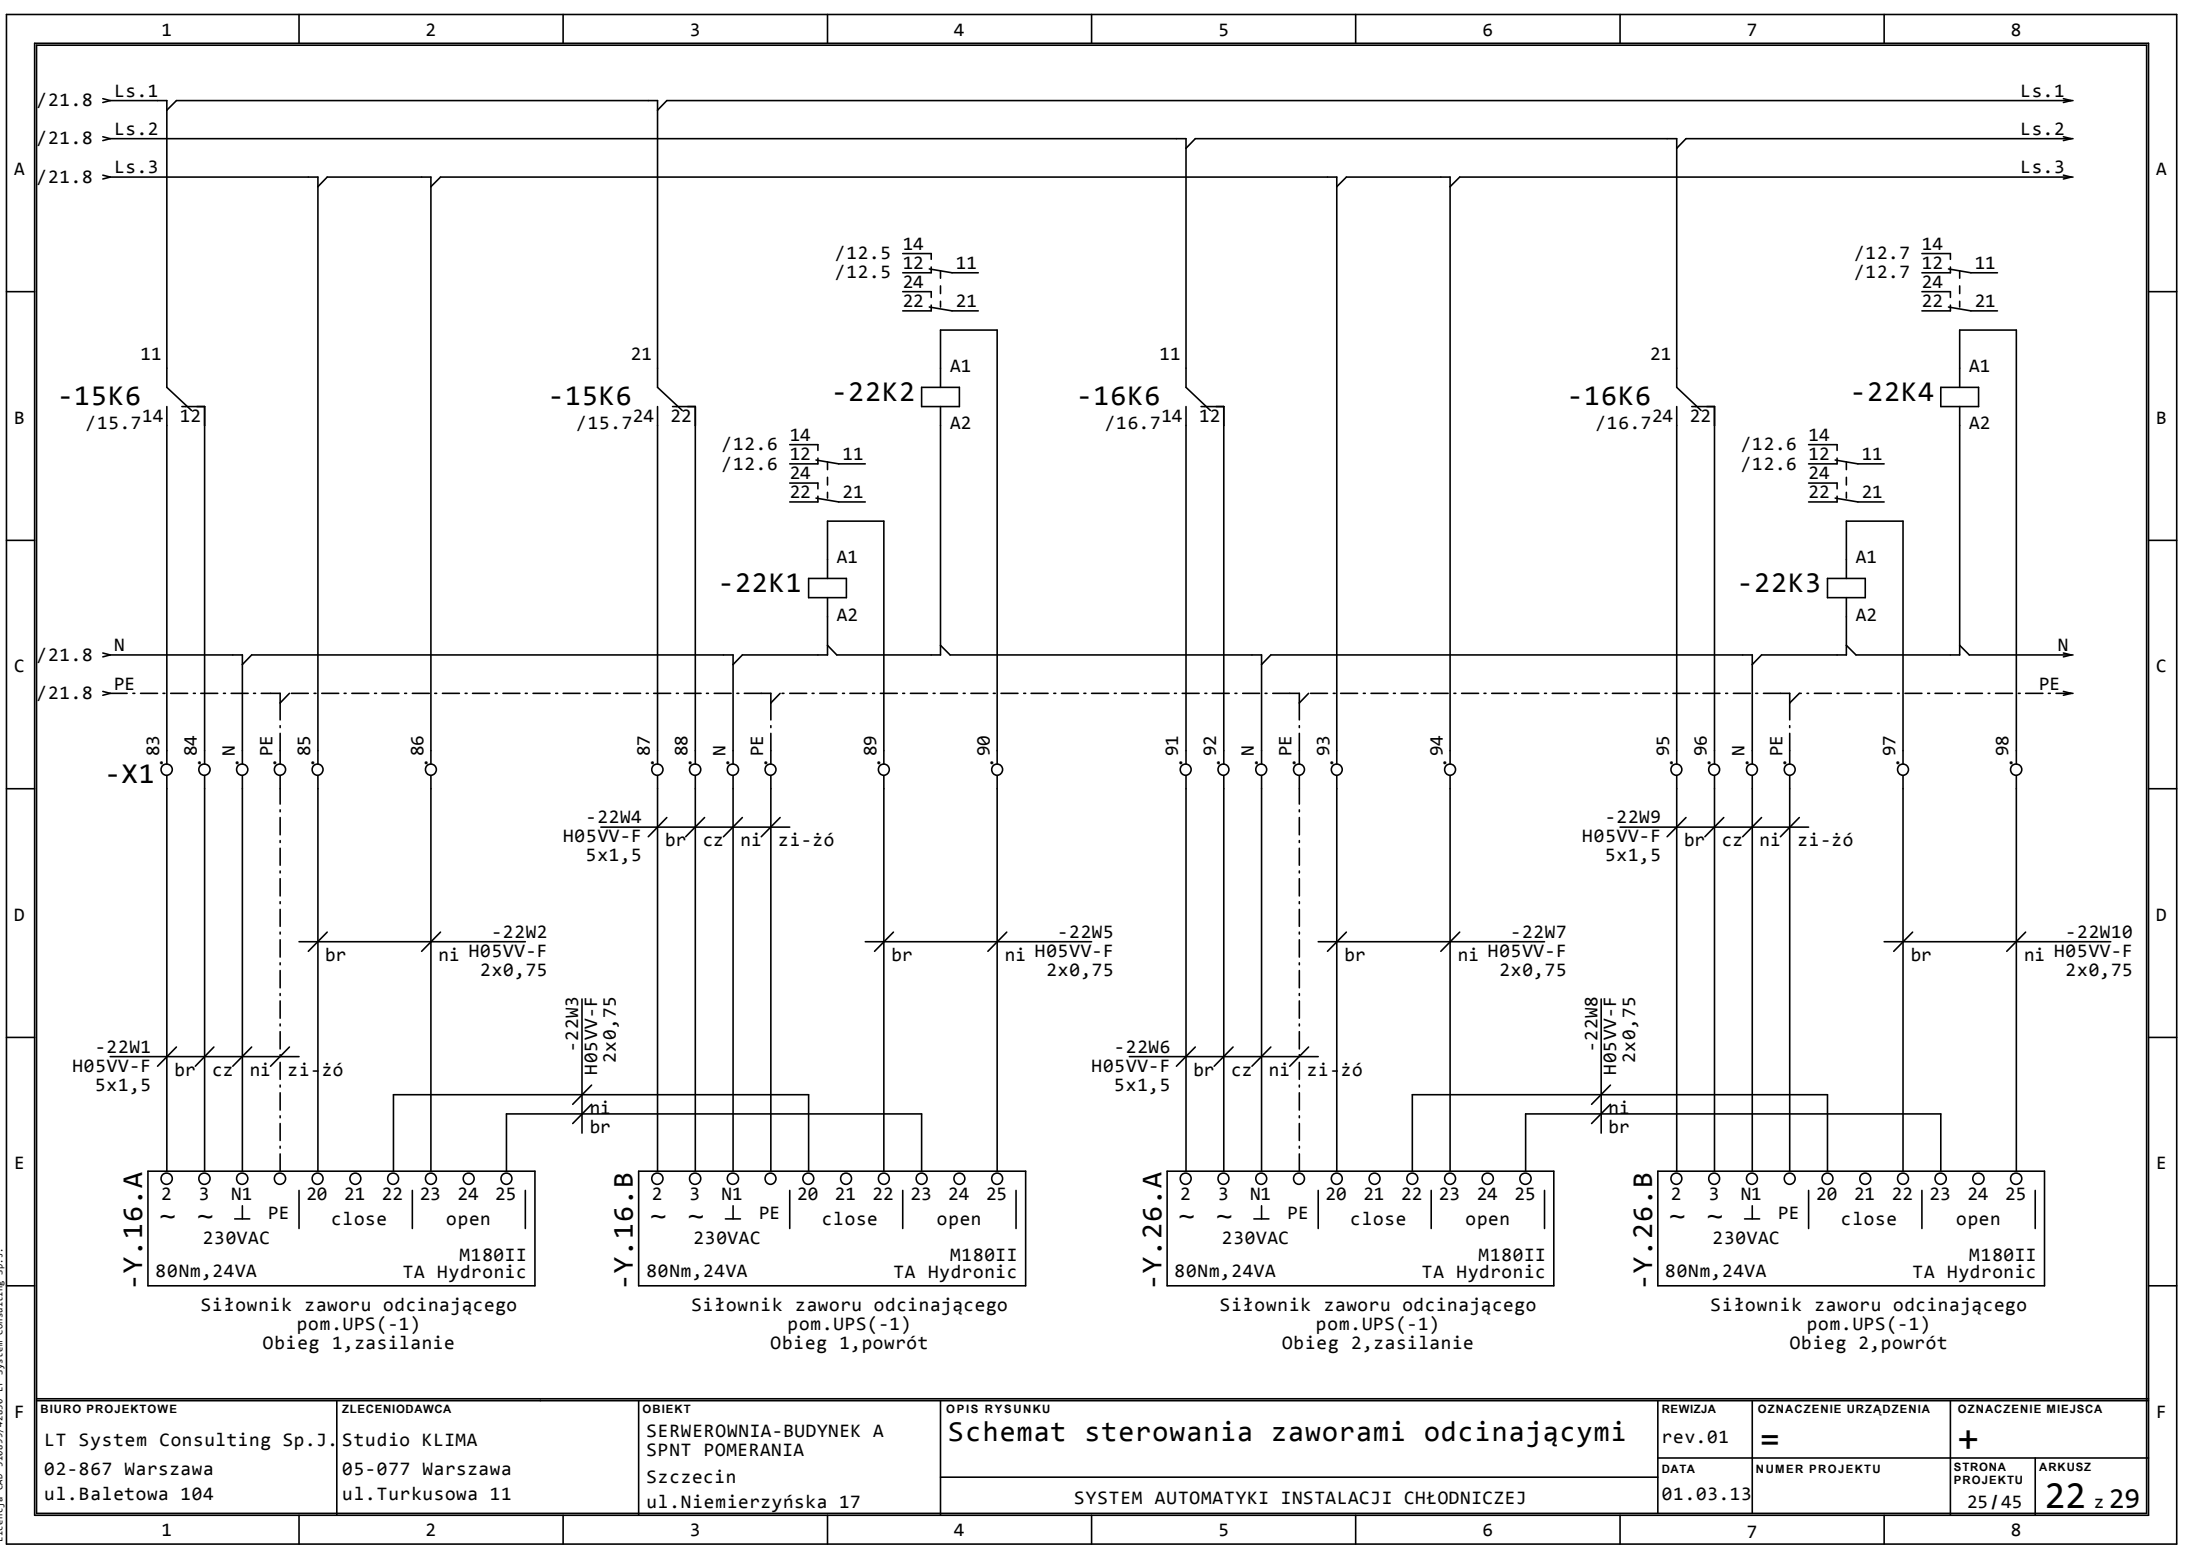 1 2 3 4 5 6 7 8
/21.8 Ls.1 Ls.1
/21.8 Ls.2 Ls.2
A /21.8 Ls.3 Ls.3 A
/12.5 14
/12.5 12 11
24
22 21
/12.7 14
/12.7 12 11
24
22 21
11 21 11 21
A1 A1
-15K6 -15K6 -22K2 -16K6 -16K6 -22K4
B /15.7 14 12 /15.7 24 22 A2 /16.7 14 12 /16.7 24 22 A2 B
/12.6 14
/12.6 12 11
24
22 21
/12.6 14
/12.6 12 11
24
22 21
A1 A1
-22K1 -22K3
A2 A2
C /21.8 N N C
/21.8 PE PE
83 84 N PE 85 86 87 88 N PE 89 90 91 92 N PE 93 94 95 96 N PE 97 98
-X1
-22W4
H05VV-F br cz ni zi-żó
5x1,5
-22W9
H05VV-F br cz ni zi-żó
5x1,5
D D
-22W2
br ni H05VV-F
2x0,75
-22W5
br ni H05VV-F
2x0,75
-22W7
br ni H05VV-F
2x0,75
-22W10
br ni H05VV-F
2x0,75
-22W3
H05VV-F
2x0,75
ni
br
-22W8
H05VV-F
2x0,75
ni
br
-22W1
H05VV-F br cz ni zi-żó
5x1,5
-22W6
H05VV-F br cz ni zi-żó
5x1,5
E E
-Y.16.A
2 3 N1 20 21 22 23 24 25
~ ~ ⊥ PE close open
230VAC
M180II
80Nm,24VA TA Hydronic
Siłownik zaworu odcinającego
pom.UPS(-1)
Obieg 1,zasilanie
-Y.16.B
2 3 N1 20 21 22 23 24 25
~ ~ ⊥ PE close open
230VAC
M180II
80Nm,24VA TA Hydronic
Siłownik zaworu odcinającego
pom.UPS(-1)
Obieg 1,powrót
-Y.26.A
2 3 N1 20 21 22 23 24 25
~ ~ ⊥ PE close open
230VAC
M180II
80Nm,24VA TA Hydronic
Siłownik zaworu odcinającego
pom.UPS(-1)
Obieg 2,zasilanie
-Y.26.B
2 3 N1 20 21 22 23 24 25
~ ~ ⊥ PE close open
230VAC
M180II
80Nm,24VA TA Hydronic
Siłownik zaworu odcinającego
pom.UPS(-1)
Obieg 2,powrót
F F
BIURO PROJEKTOWE
LT System Consulting Sp.J.
02-867 Warszawa
ul.Baletowa 104
ZLECENIODAWCA
Studio KLIMA
05-077 Warszawa
ul.Turkusowa 11
OBIEKT
SERWEROWNIA-BUDYNEK A
SPNT POMERANIA
Szczecin
ul.Niemierzyńska 17
OPIS RYSUNKU
Schemat sterowania zaworami odcinającymi
SYSTEM AUTOMATYKI INSTALACJI CHŁODNICZEJ
REWIZJA
rev.01
OZNACZENIE URZĄDZENIA
=
OZNACZENIE MIEJSCA
+
DATA
01.03.13
NUMER PROJEKTU
STRONA
PROJEKTU
25/45
ARKUSZ
22 z 29
1 2 3 4 5 6 7 8